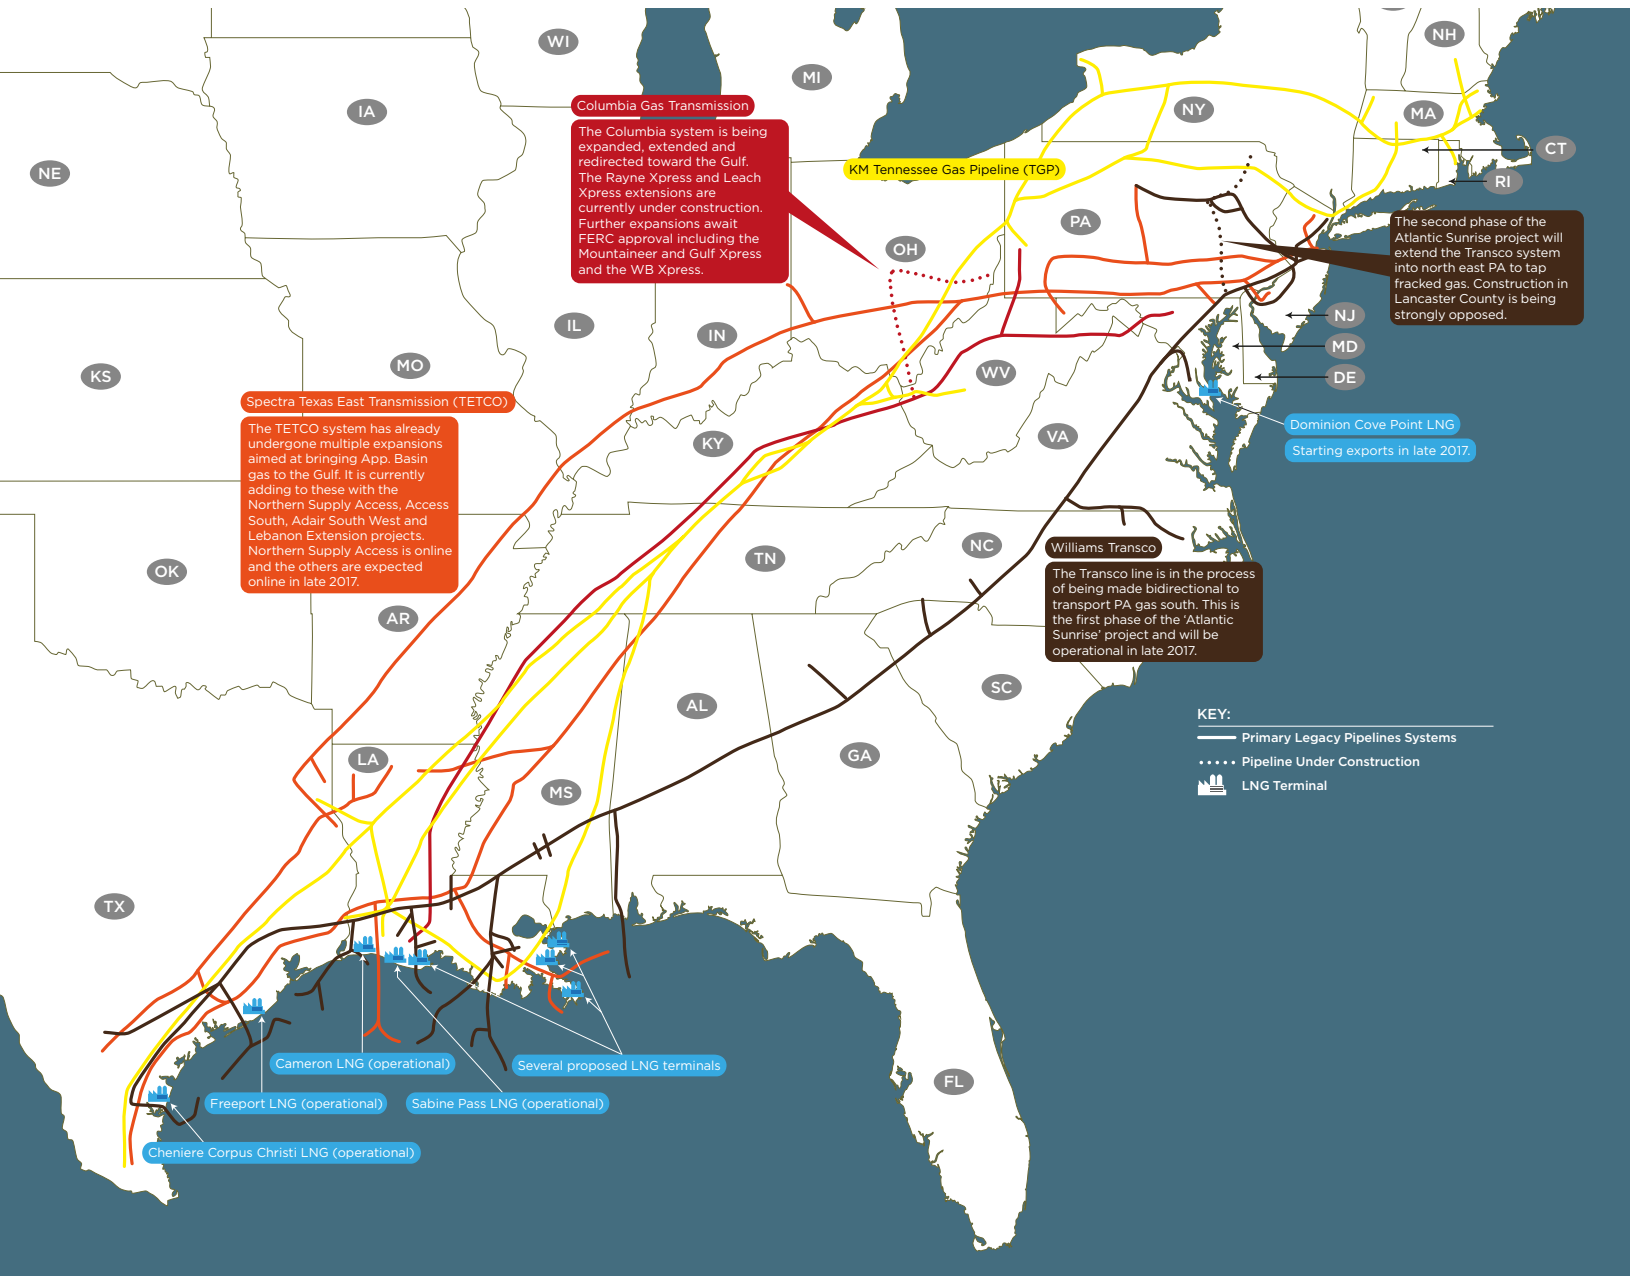 WI
NH
MI
IA
NY
MA
Columbia Gas Transmission
The Columbia system is being
expanded, extended and
redirected toward the Gulf.
The Rayne Xpress and Leach
Xpress extensions are
currently under construction.
Further expansions await
FERC approval including the
Mountaineer and Gulf Xpress
and the WB Xpress.
CT
NE
KM Tennessee Gas Pipeline (TGP)
RI
PA
OH
The second phase of the
Atlantic Sunrise project will
extend the Transco system
into north east PA to tap
fracked gas. Construction in
Lancaster County is being
strongly opposed.
NJ
IL
IN
MD
KS
MO
WV
DE
Spectra Texas East Transmission (TETCO)
The TETCO system has already
undergone multiple expansions
aimed at bringing App. Basin
gas to the Gulf. It is currently
adding to these with the
Northern Supply Access, Access
South, Adair South West and
Lebanon Extension projects.
Northern Supply Access is online
and the others are expected
online in late 2017.
Dominion Cove Point LNG
Starting exports in late 2017.
KY
VA
OK
TN
NC
Williams Transco
The Transco line is in the process
of being made bidirectional to
transport PA gas south. This is
the first phase of the ‘Atlantic
Sunrise’ project and will be
operational in late 2017.
AR
SC
AL
KEY:
Primary Legacy Pipelines Systems
Pipeline Under Construction
LNG Terminal
LA
GA
MS
TX
Cameron LNG (operational)
Several proposed LNG terminals
FL
Freeport LNG (operational)
Sabine Pass LNG (operational)
Cheniere Corpus Christi LNG (operational)